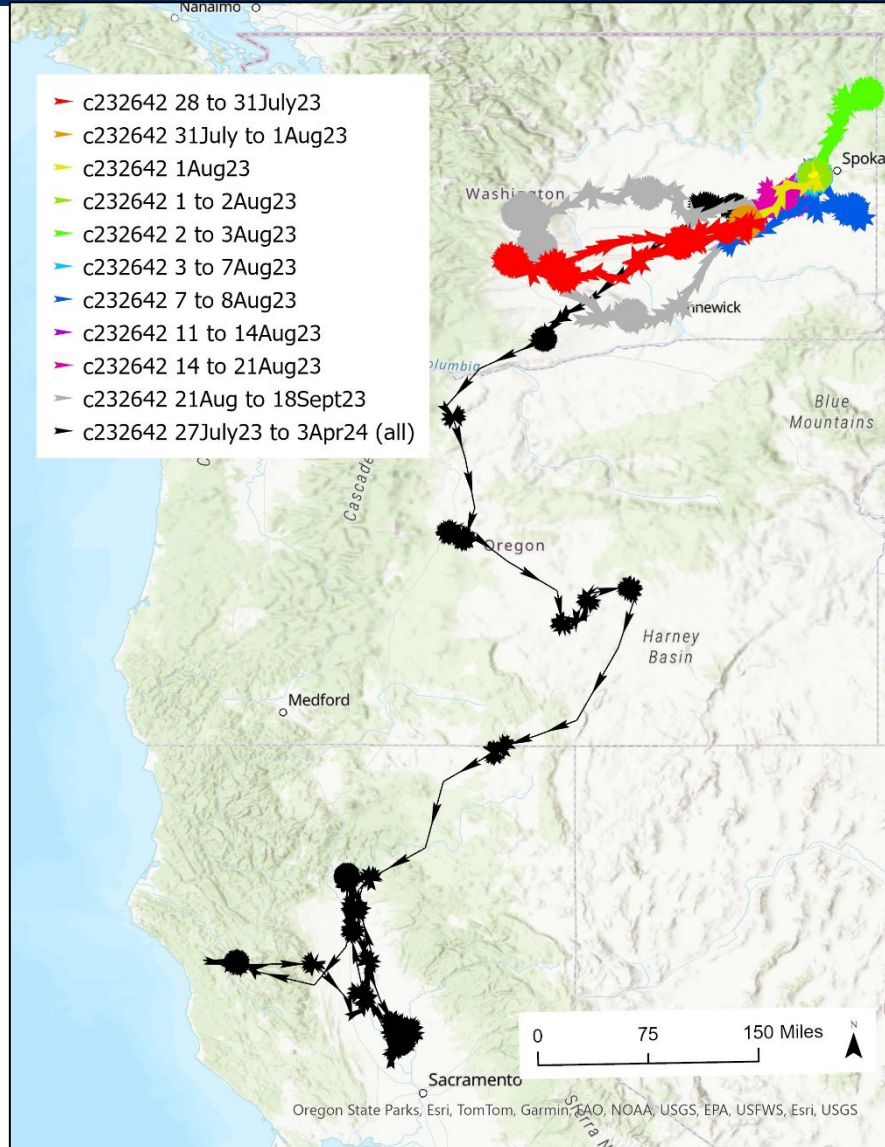 Nanaimo
c232642 28 to 31July23
c232642 31July to 1Aug23
c232642 1Aug23
c232642 1 to 2Aug23
c232642 2 to 3Aug23
c232642 3 to 7Aug23
c232642 7 to 8Aug23
c232642 11 to 14Aug23
c232642 14 to 21Aug23
c232642 21Aug to 18Sept23
c232642 27July23 to 3Apr24 (all)
Spoka
Washington
nnewick
olumbia
Blue
Mountains
Cascade
Oregon
Harney
Basin
Medford
0 75 150 Miles
N
Sacramento
Sierra
Oregon State Parks, Esri, TomTom, Garmin, FAO, NOAA, USGS, EPA, USFWS, Esri, USGS